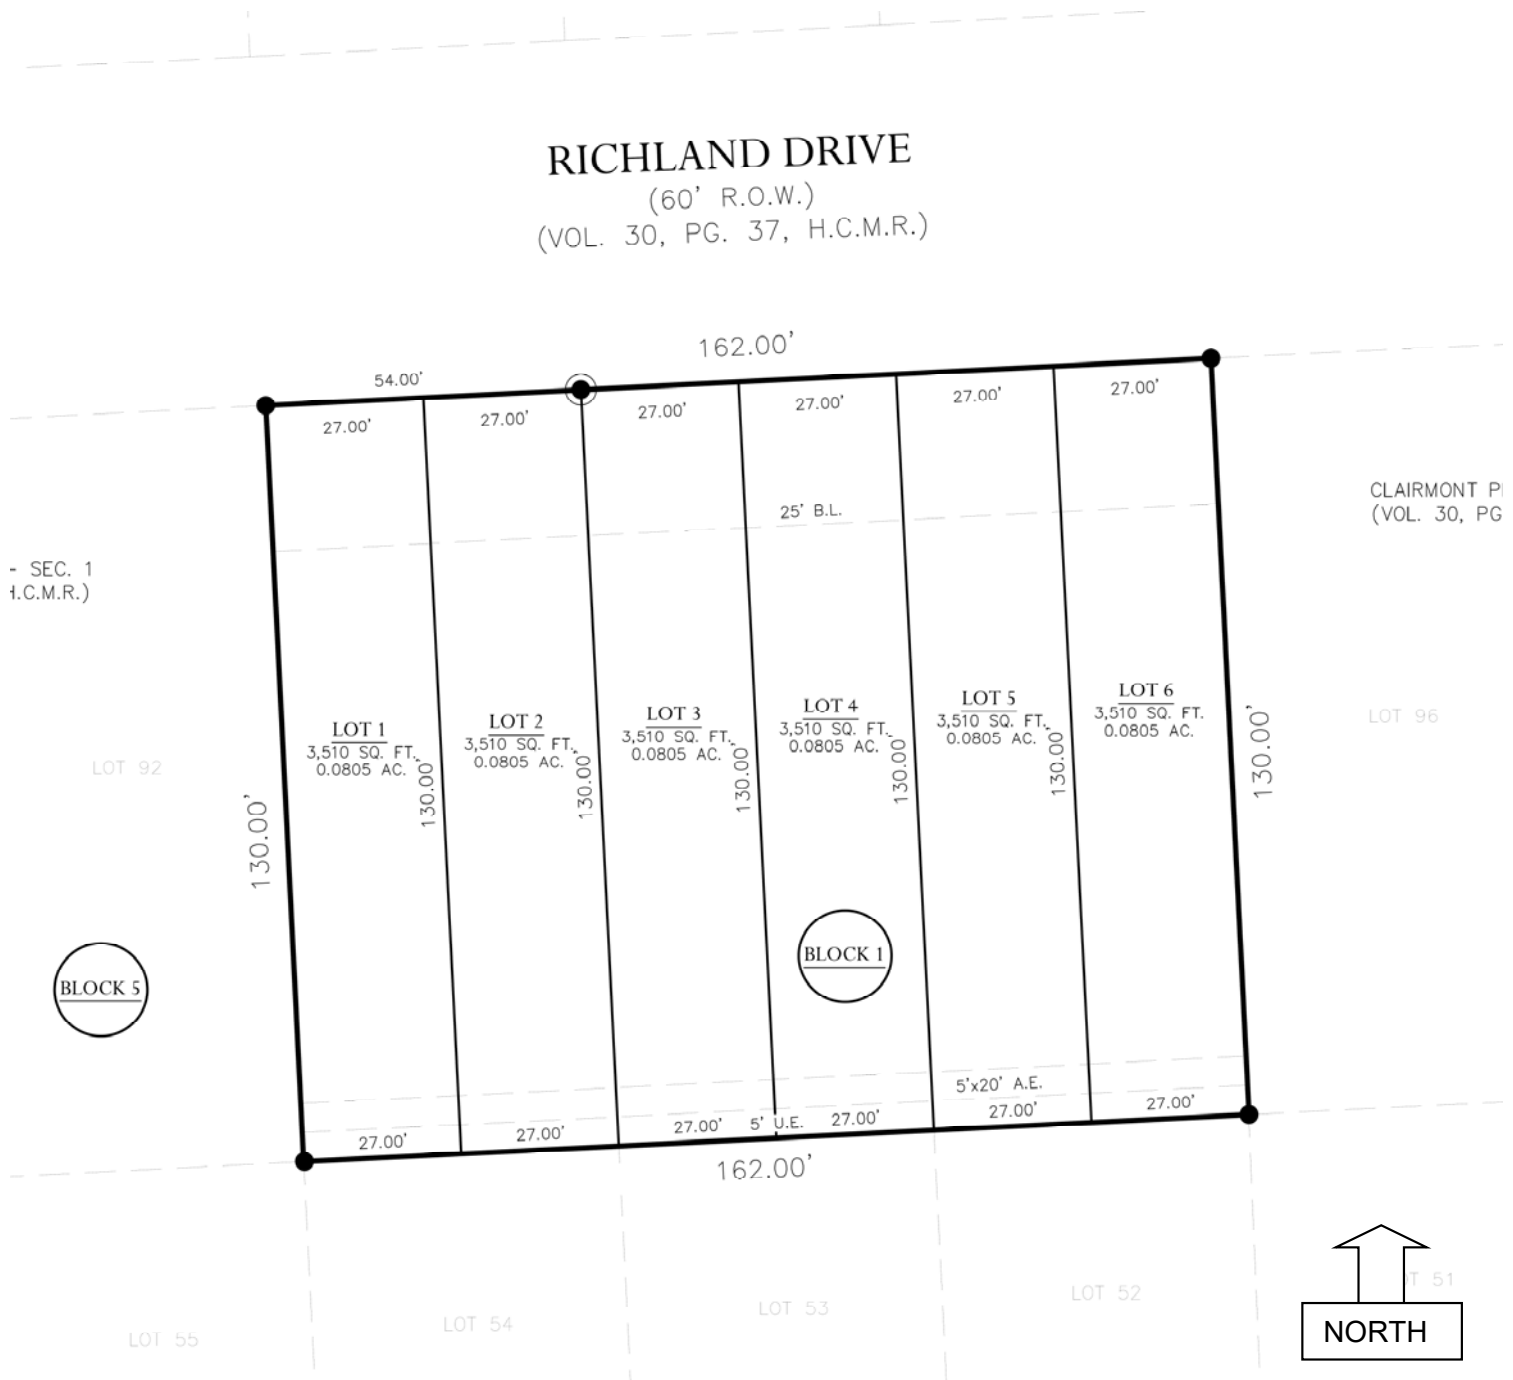 RICHLAND DRIVE
(60' R.O.W.)
(VOL. 30, PG. 37, H.C.M.R.)
162.00'
54.00'
27.00'
27.00'
27.00'
27.00'
27.00'
27.00'
25' B.L.
CLAIRMONT
(VOL. 30, PG
- SEC. 1
H.C.M.R.)
LOT 1
3,510 SQ. FT.
0.0805 AC.
130.00'
LOT 2
3,510 SQ. FT.
0.0805 AC.
130.00'
LOT 3
3,510 SQ. FT.
0.0805 AC.
130.00'
LOT 4
3,510 SQ. FT.
0.0805 AC.
130.00'
LOT 5
3,510 SQ. FT.
0.0805 AC.
130.00'
LOT 6
3,510 SQ. FT.
0.0805 AC.
130.00'
LOT 96
LOT 92
130.00'
BLOCK 5
BLOCK 1
5'x20' A.E.
5' U.E.
27.00'
27.00'
27.00'
27.00'
27.00'
27.00'
162.00'
LOT 55
LOT 54
LOT 53
LOT 52
51
NORTH